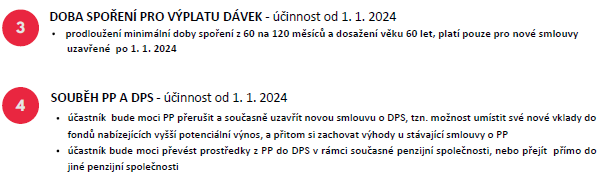 3 DOBA SPOŘENÍ PRO VÝPLATU DÁVEK - účinnost od 1. 1. 2024
• prodloužení minimální doby spoření z 60 na 120 měsíců a dosažení věku 60 let, platí pouze pro nové smlouvy
uzavřené po 1. 1. 2024
4 SOUBĚH PP A DPS - účinnost od 1. 1. 2024
• účastník bude moci PP přerušit a současně uzavřít novou smlouvu o DPS, tzn. možnost umístit své nové vklady do
fondů nabízejících vyšší potenciální výnos, a přitom si zachovat výhody u stávající smlouvy o PP
• účastník bude moci převést prostředky z PP do DPS v rámci současné penzijní společnosti, nebo přejít přímo do
jiné penzijní společnosti